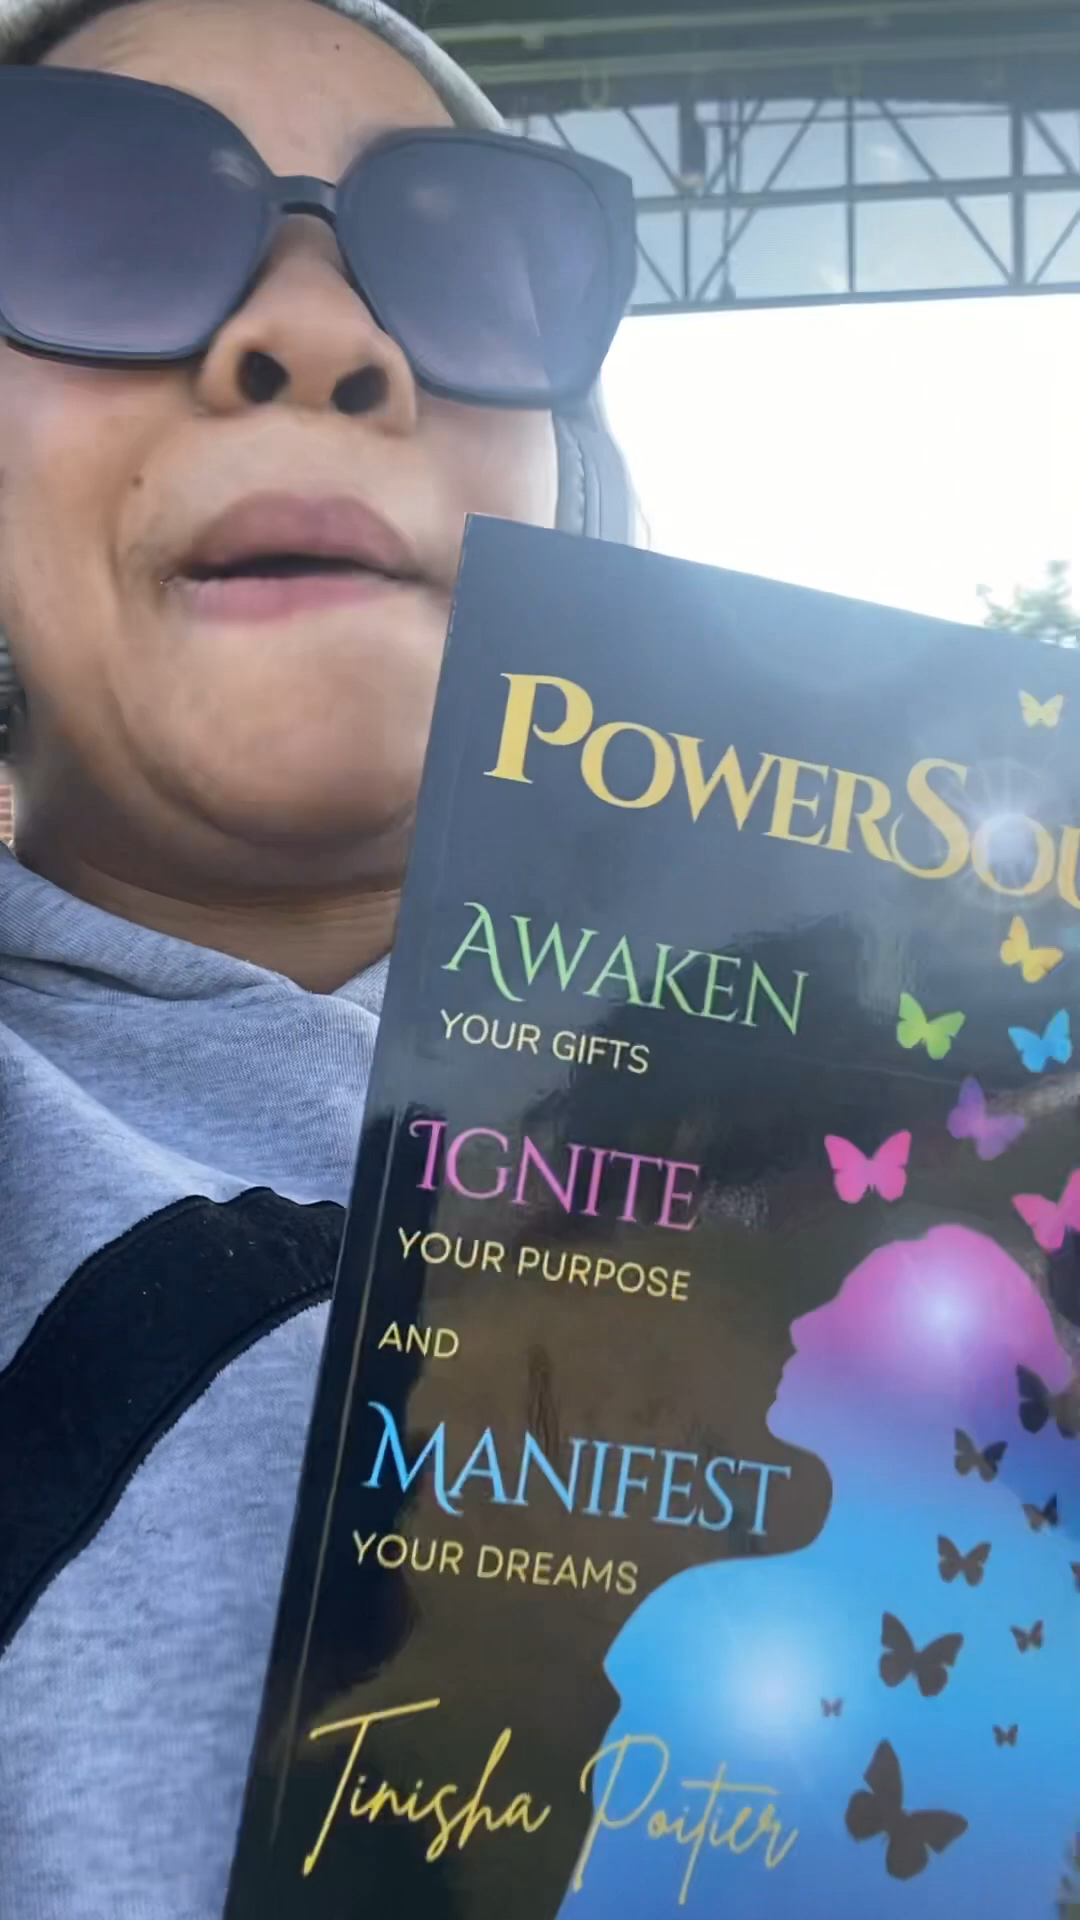 POWERSOU
AWAKEN
YOUR GIFTS
IGNITE
YOUR PURPOSE
AND
MANIFEST
YOUR DREAMS
Tinisha Poitier